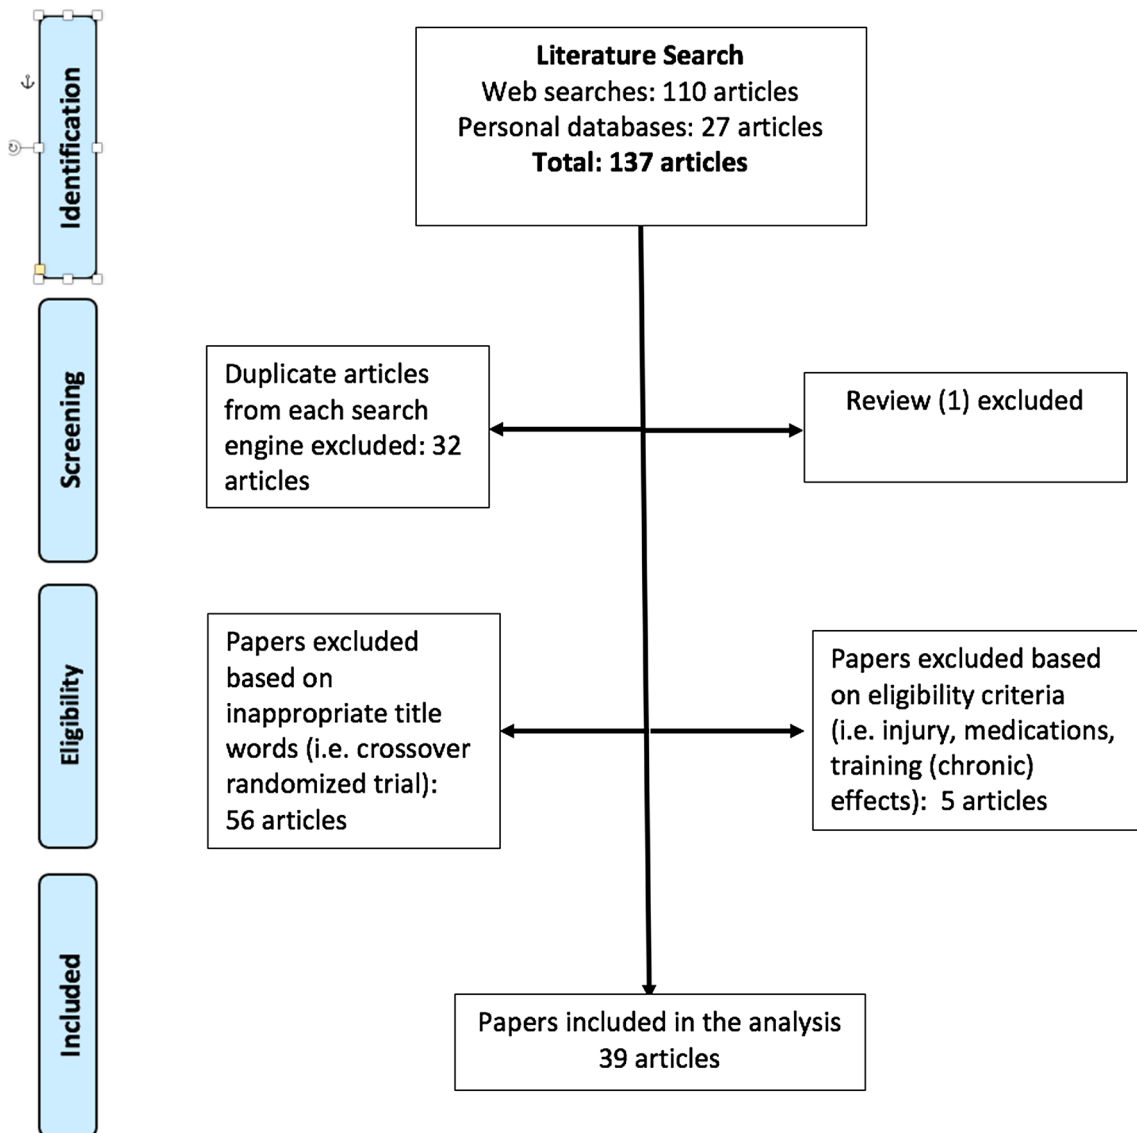 Identification
Literature Search
Web searches: 110 articles
Personal databases: 27 articles
Total: 137 articles
Screening
Duplicate articles
from each search
engine excluded: 32
articles
Review (1) excluded
Eligibility
Papers excluded
based on
inappropriate title
words (i.e. crossover
randomized trial):
56 articles
Papers excluded based
on eligibility criteria
(i.e. injury, medications,
training (chronic)
effects):  5 articles
Included
Papers included in the analysis
39 articles